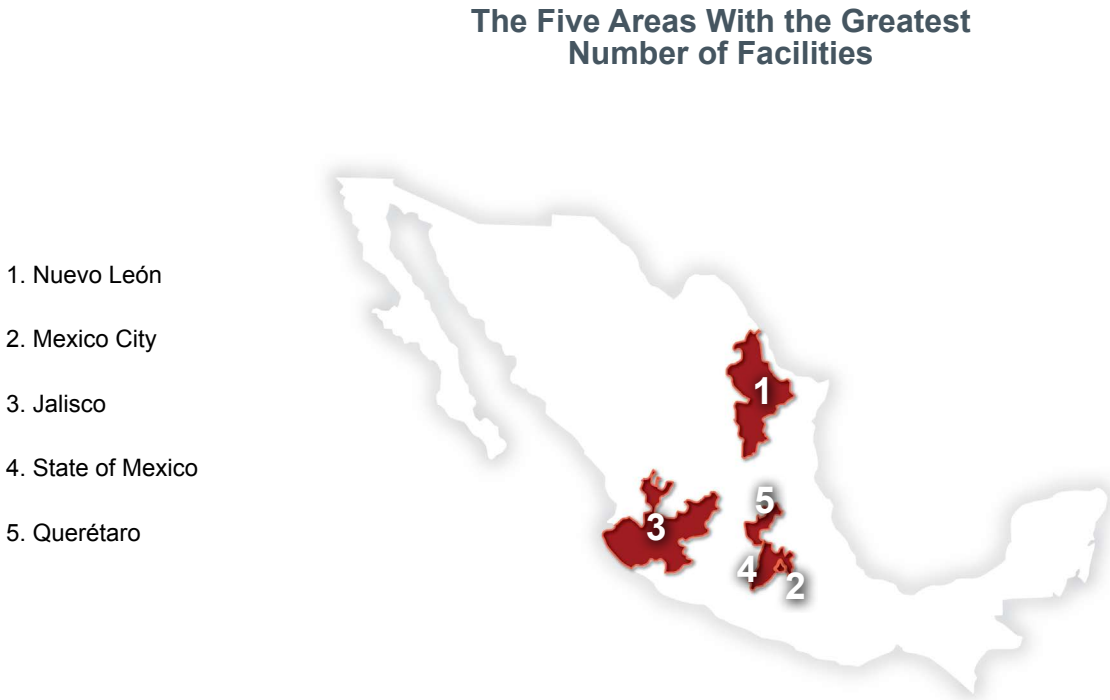 The Five Areas With the Greatest
Number of Facilities
1. Nuevo León
2. Mexico City
3. Jalisco
4. State of Mexico
5. Querétaro
1
5
3
4
2